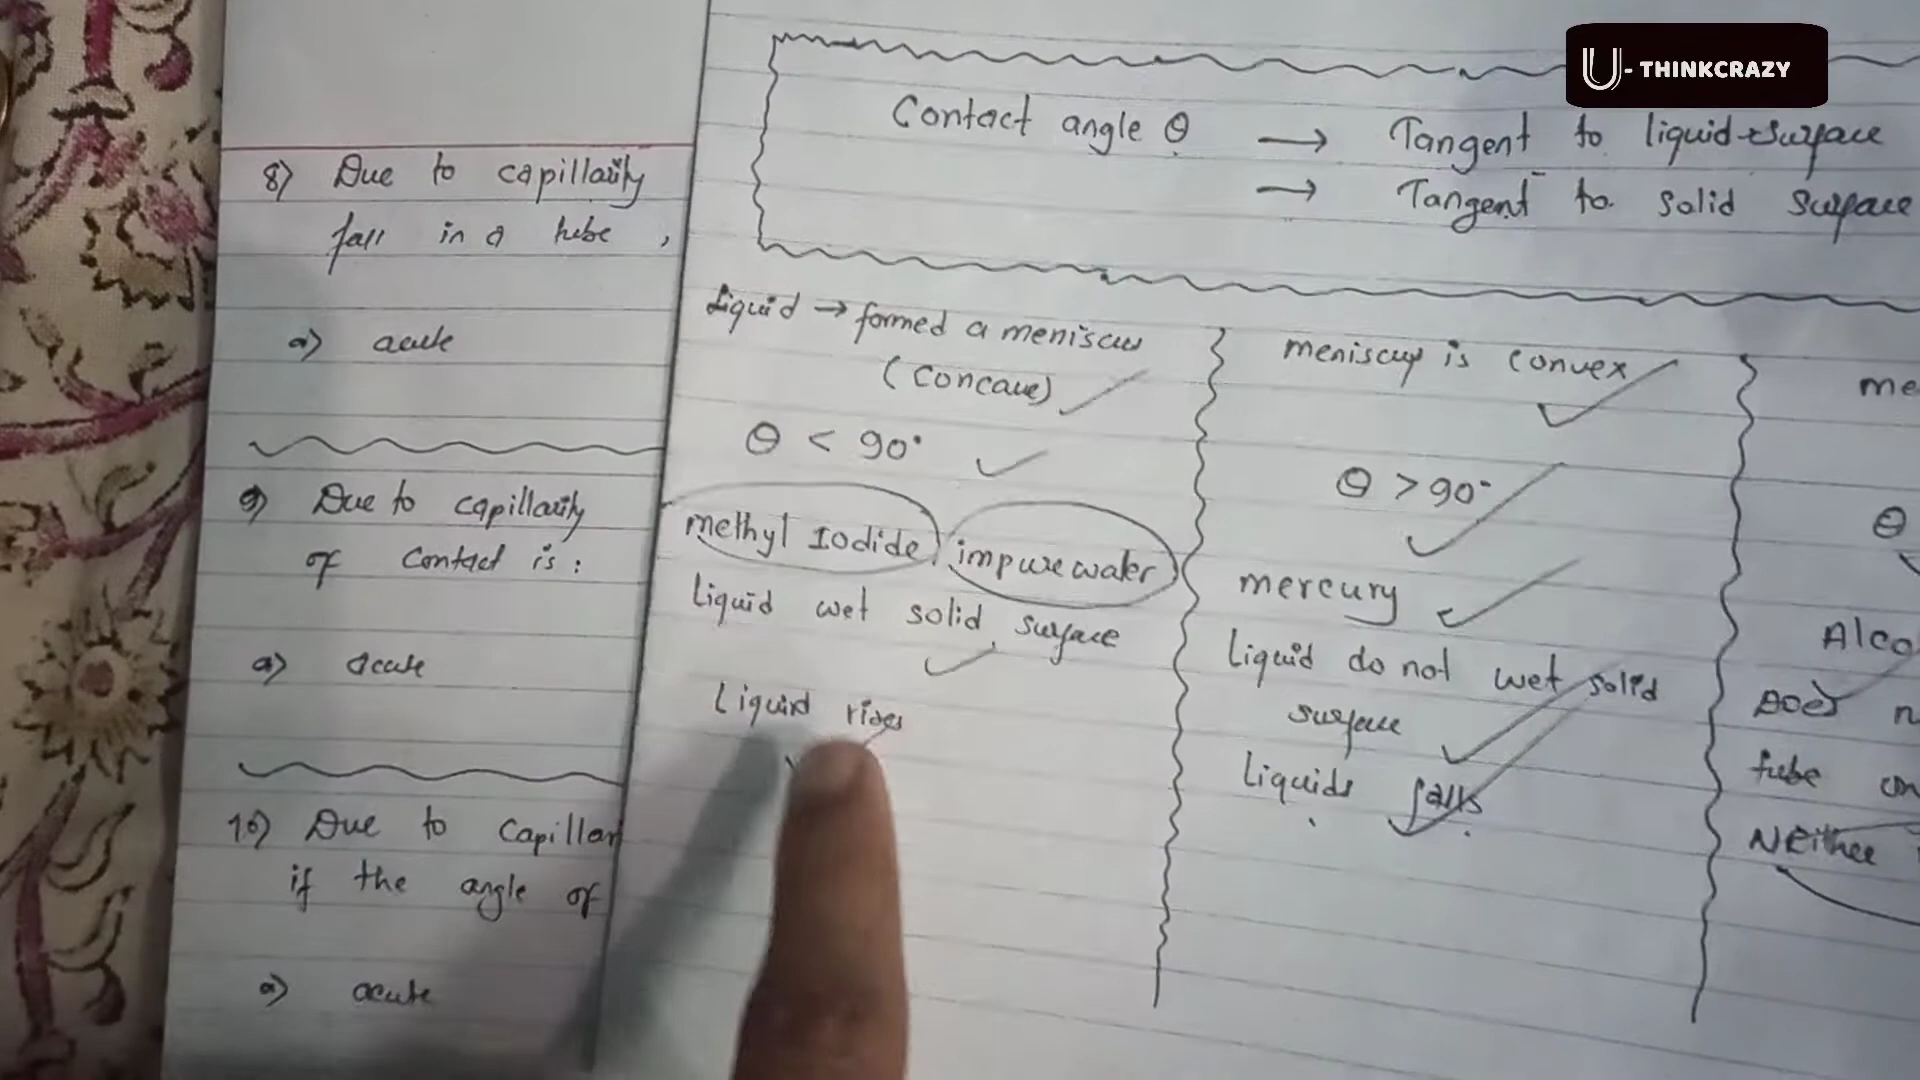 U - THINKCRAZY
8) Due to capillarity
fall in a tube,
a) acute
9) Due to capillarity
of contact is:
a) acute
10) Due to Capillar
if the angle of
a) acute
Contact angle θ → Tangent to liquid surface
→ Tangent to solid surface
Liquid → formed a meniscus
(Concave)
θ < 90°
methyl Iodide, impure water
Liquid wet solid surface
Liquid rises
meniscus is convex
θ > 90°
mercury
Liquid do not wet solid
surface
Liquids falls
me
θ
Alco
Does n
tube con
NEither